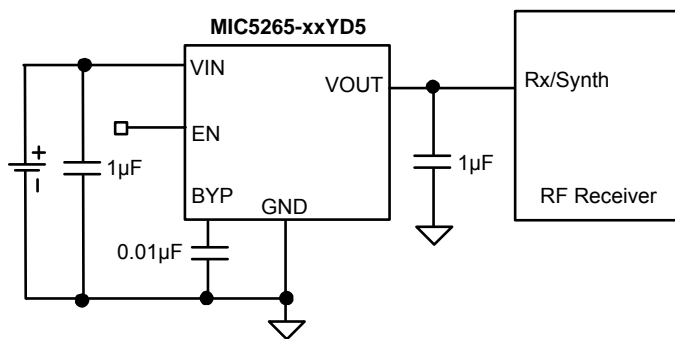 MIC5265-xxYD5
VIN
VOUT
Rx/Synth
EN
+
–
1µF
1µF
BYP
GND
RF Receiver
0.01µF